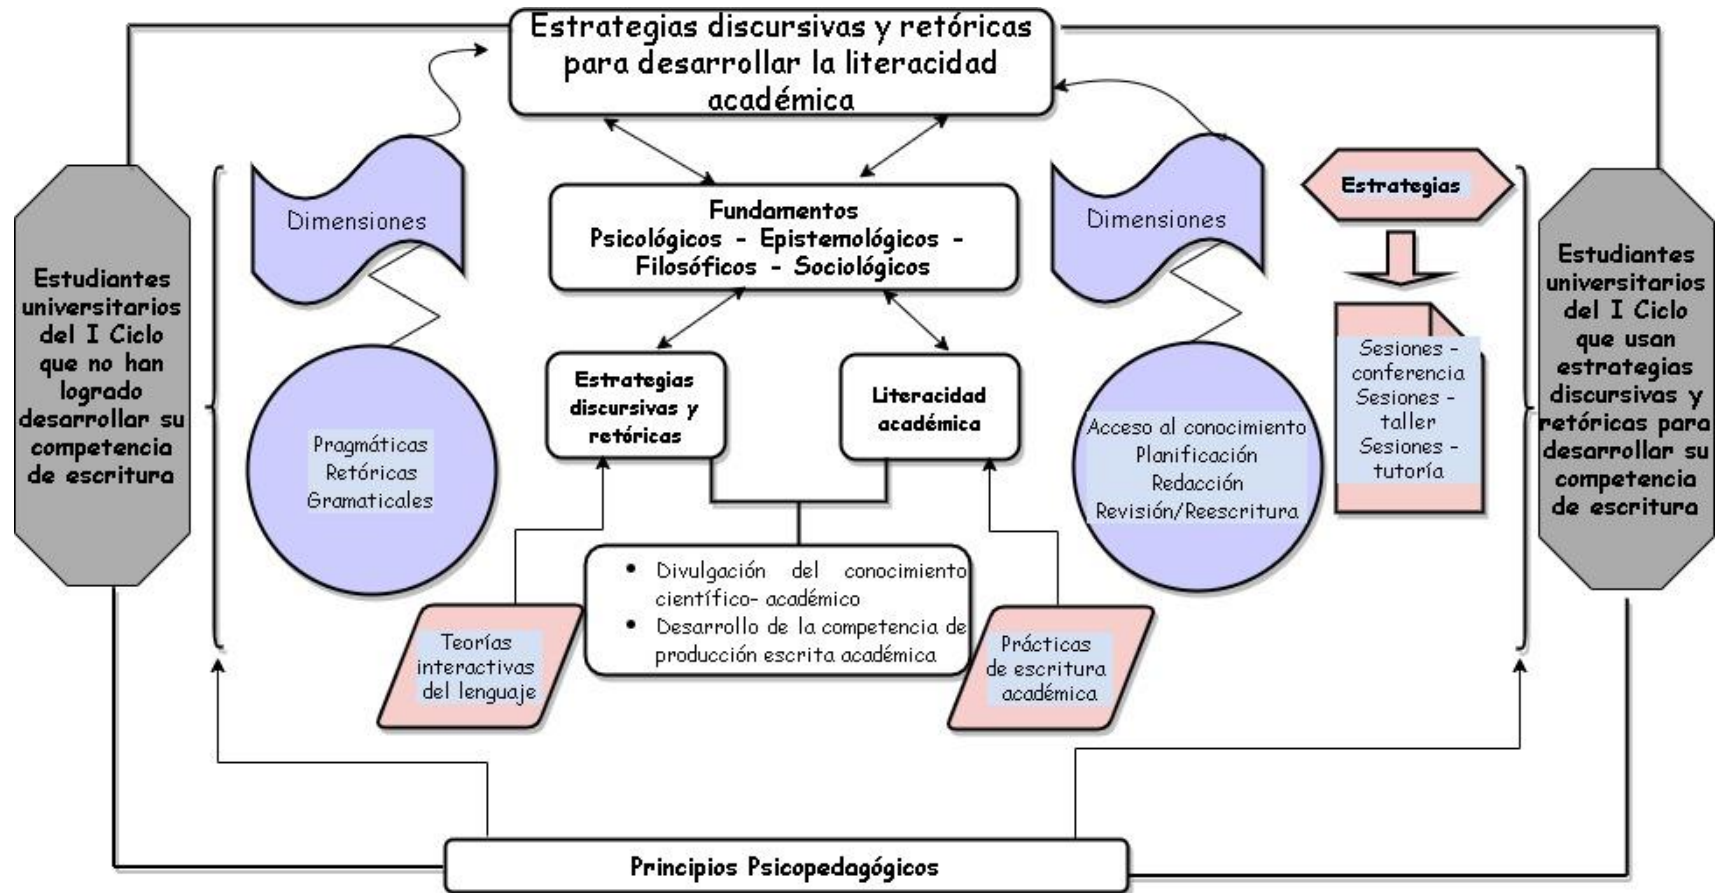 Estrategias discursivas y retóricas
para desarrollar la literacidad
académica
Estudiantes
universitarios
del I Ciclo
que no han
logrado
desarrollar su
competencia
de escritura
Dimensiones
Pragmáticas
Retóricas
Gramaticales
Fundamentos
Psicológicos - Epistemológicos -
Filosóficos - Sociológicos
Estrategias
discursivas y
retóricas
Literacidad
académica
• Divulgación del conocimiento
científico- académico
• Desarrollo de la competencia de
producción escrita académica
Teorías
interactivas
del lenguaje
Prácticas
de escritura
académica
Dimensiones
Acceso al conocimiento
Planificación
Redacción
Revisión/Reescritura
Estrategias
Sesiones -
conferencia
Sesiones -
taller
Sesiones -
tutoría
Estudiantes
universitarios
del I Ciclo
que usan
estrategias
discursivas y
retóricas para
desarrollar su
competencia
de escritura
Principios Psicopedagógicos